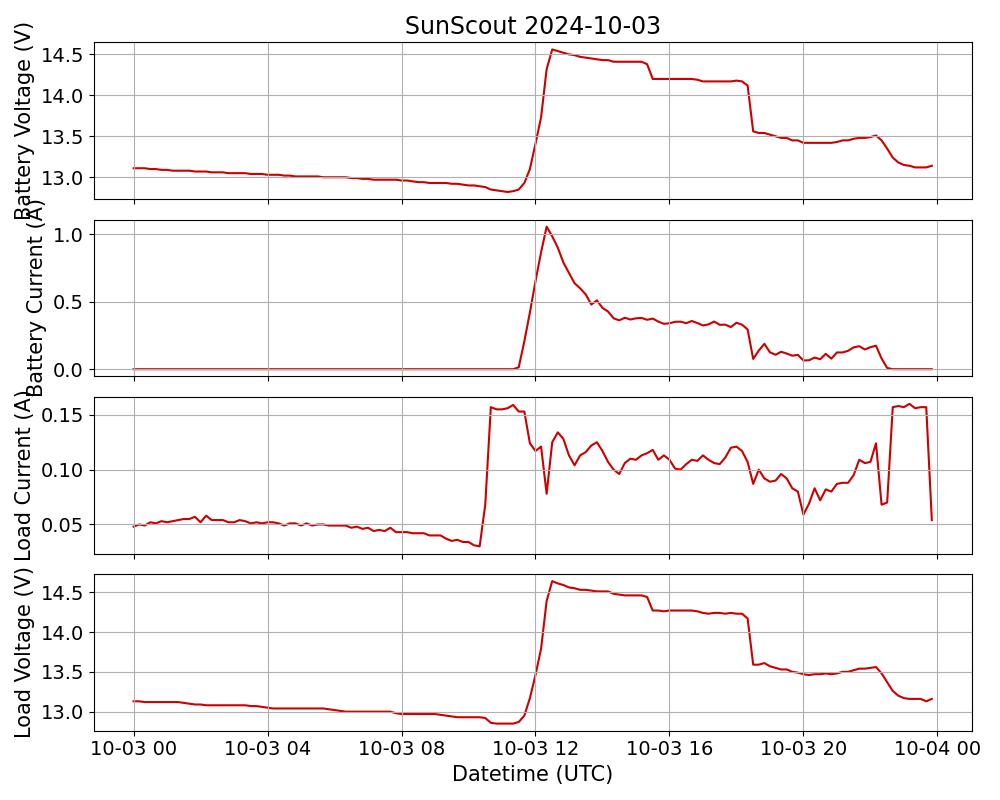 SunScout 2024-10-03
Battery Voltage (V)
14.5
14.0
13.5
13.0
Battery Current (A)
1.0
0.5
0.0
Load Current (A)
0.15
0.10
0.05
Load Voltage (V)
14.5
14.0
13.5
13.0
10-03 00 10-03 04 10-03 08 10-03 12 10-03 16 10-03 20 10-04 00
Datetime (UTC)